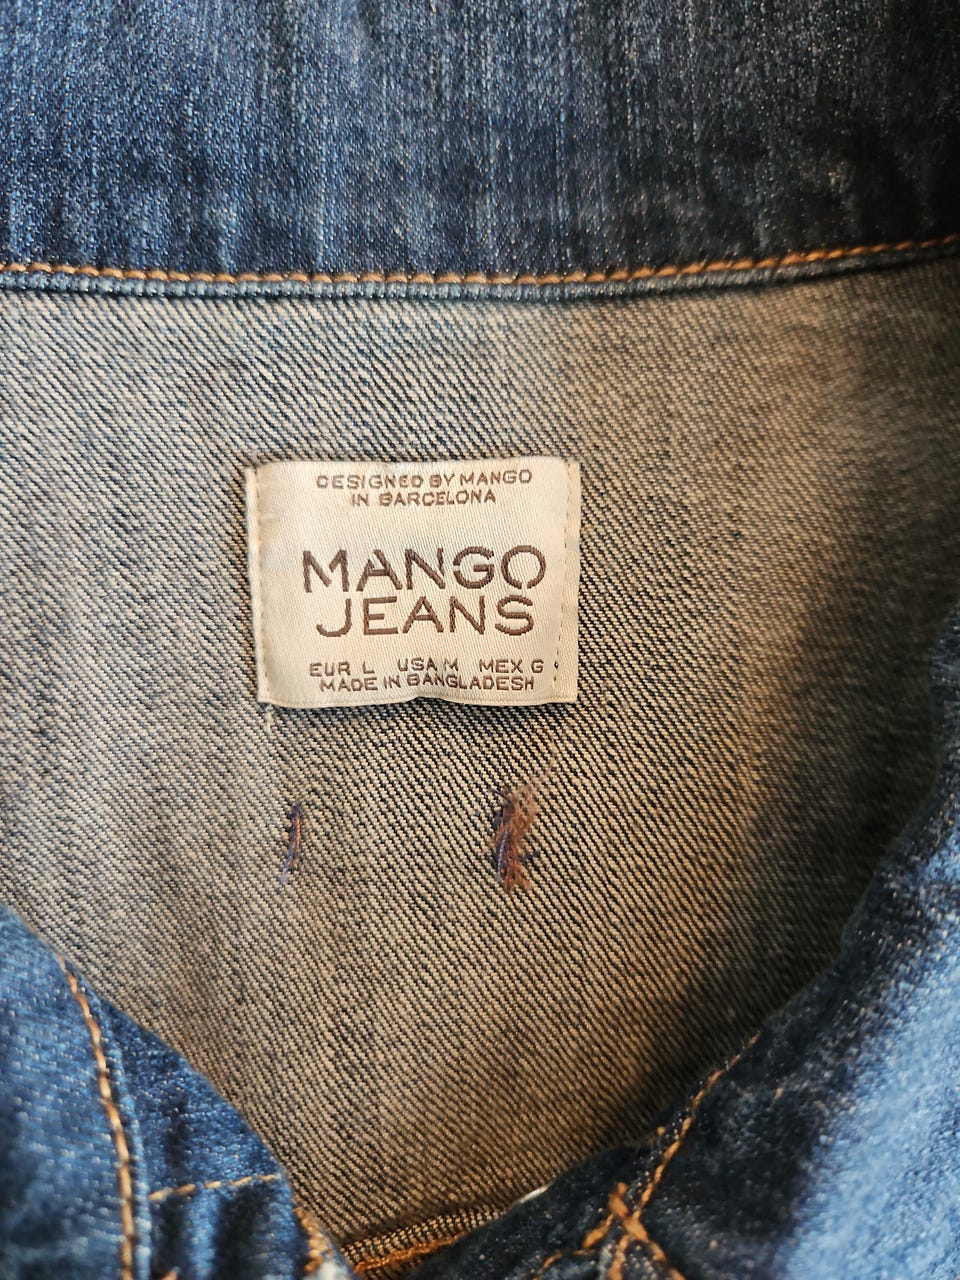 DESIGNED BY MANGO
IN BARCELONA
MANGO
JEANS
EUR L USA M MEX G
MADE IN BANGLADESH